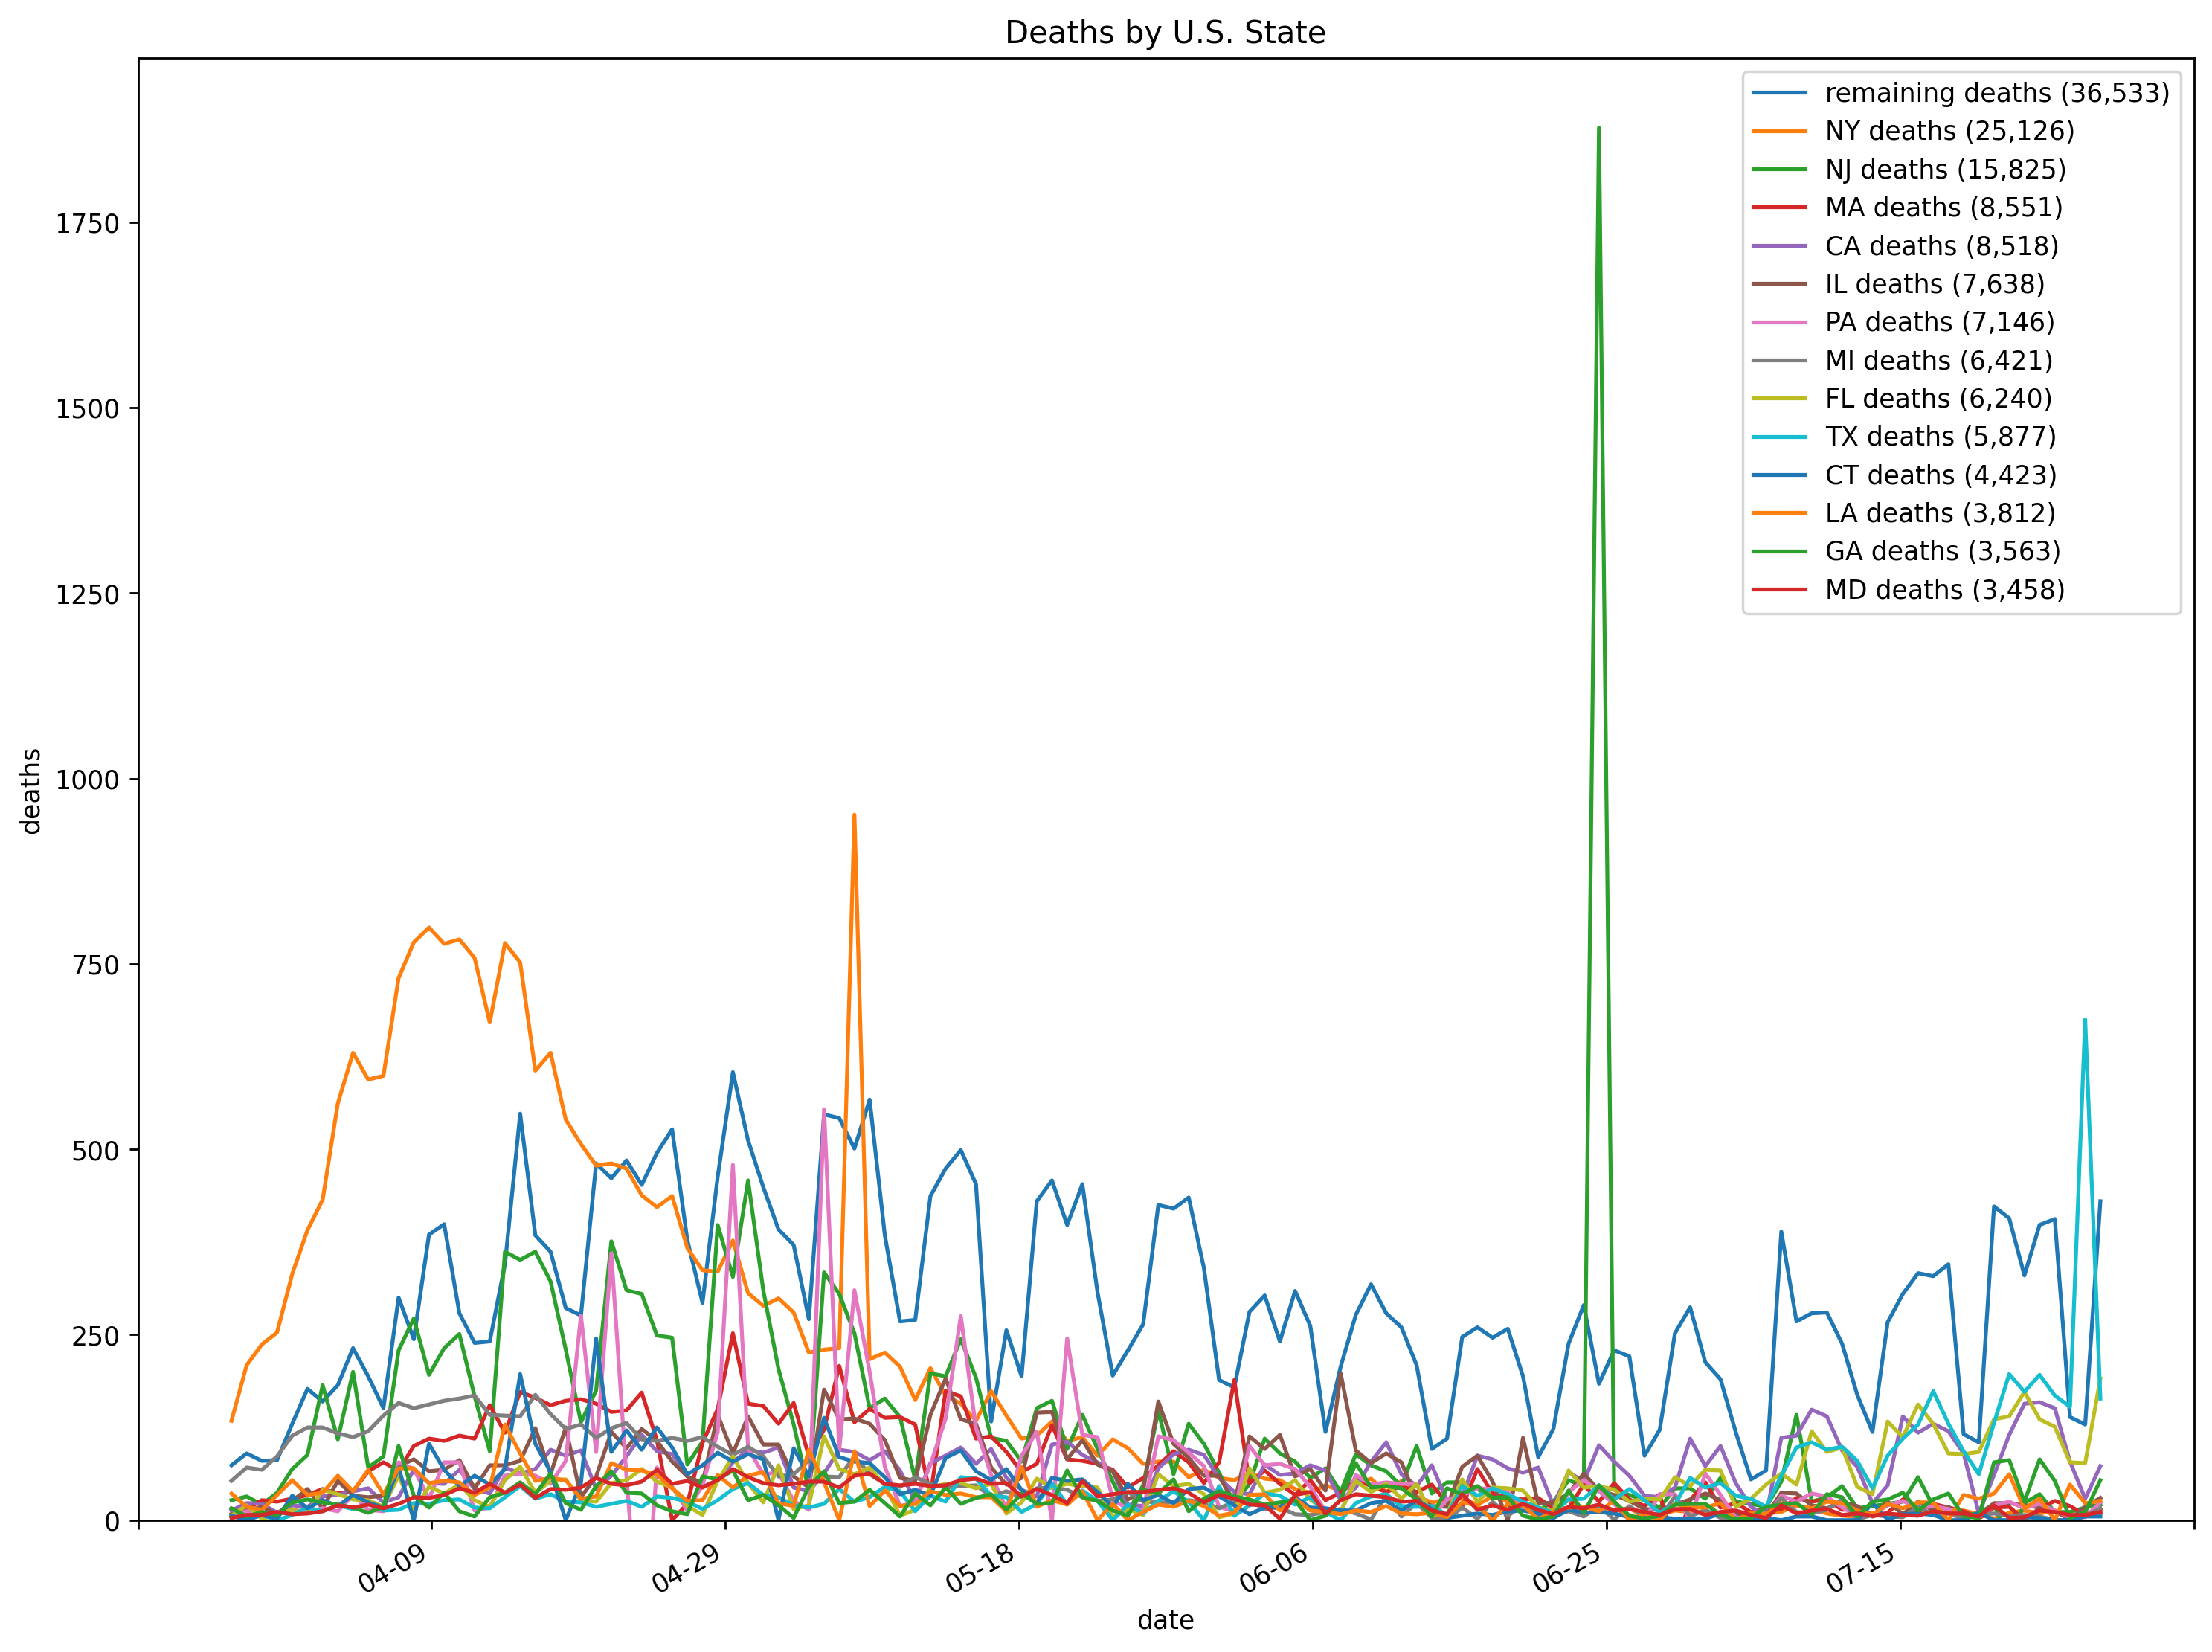 Deaths by U.S. State
remaining deaths (36,533)
NY deaths (25,126)
NJ deaths (15,825)
MA deaths (8,551)
CA deaths (8,518)
IL deaths (7,638)
PA deaths (7,146)
MI deaths (6,421)
FL deaths (6,240)
TX deaths (5,877)
CT deaths (4,423)
LA deaths (3,812)
GA deaths (3,563)
MD deaths (3,458)
1750
1500
1250
1000
750
500
250
0
deaths
04-09
04-29
05-18
06-06
06-25
07-15
date